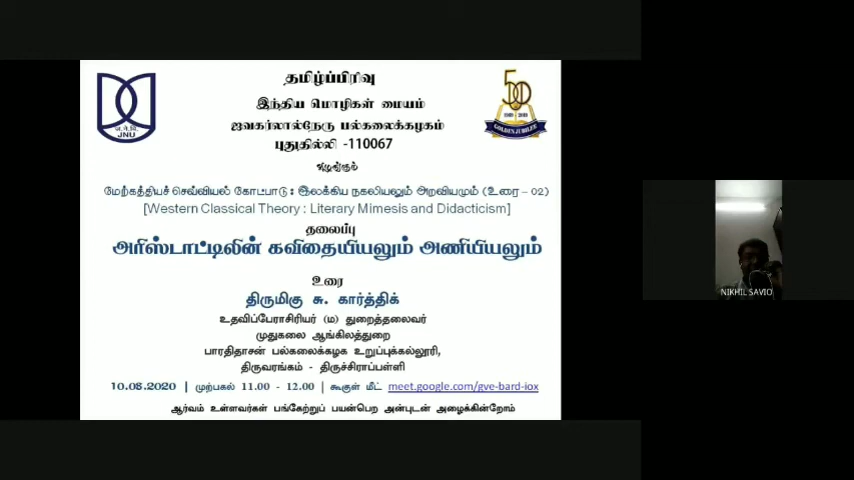 தமிழ்ப்பிரிவு
இந்திய மொழிகள் மையம்
ஜவகர்லால்நேரு பல்கலைக்கழகம்
புதுதில்லி -110067
வழங்கும்
மேற்கத்தியச் செவ்வியல் கோட்பாடு : இலக்கிய நகலியலும் அறவியமும் (உரை – 02)
[Western Classical Theory : Literary Mimesis and Didacticism]
தலைப்பு
அரிஸ்டாட்டிலின் கவிதையியலும் அணியியலும்
உரை
திருமிகு சு. கார்த்திக்
உதவிப்பேராசிரியர் (ம) துறைத்தலைவர்
முதுகலை ஆங்கிலத்துறை
பாரதிதாசன் பல்கலைக்கழக உறுப்புக்கல்லூரி,
திருவரங்கம் - திருச்சிராப்பள்ளி
10.08.2020 | முற்பகல் 11.00 - 12.00 | கூகுள் மீட் meet.google.com/gve-bard-iox
ஆர்வம் உள்ளவர்கள் பங்கேற்றுப் பயன்பெற அன்புடன் அழைக்கின்றோம்
JNU
50
GOLDEN JUBILEE
NIKHIL SAVIO